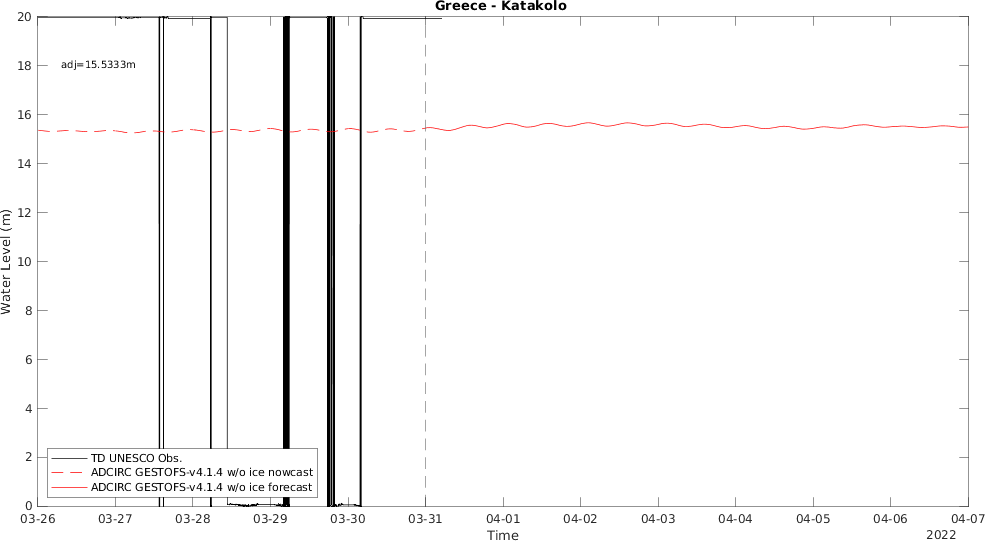 Greece - Katakolo
20
18
16
14
12
10
8
6
4
2
0
Water Level (m)
adj=15.5333m
TD UNESCO Obs.
ADCIRC GESTOFS-v4.1.4 w/o ice nowcast
ADCIRC GESTOFS-v4.1.4 w/o ice forecast
03-26 03-27 03-28 03-29 03-30 03-31 04-01 04-02 04-03 04-04 04-05 04-06 04-07
Time
2022